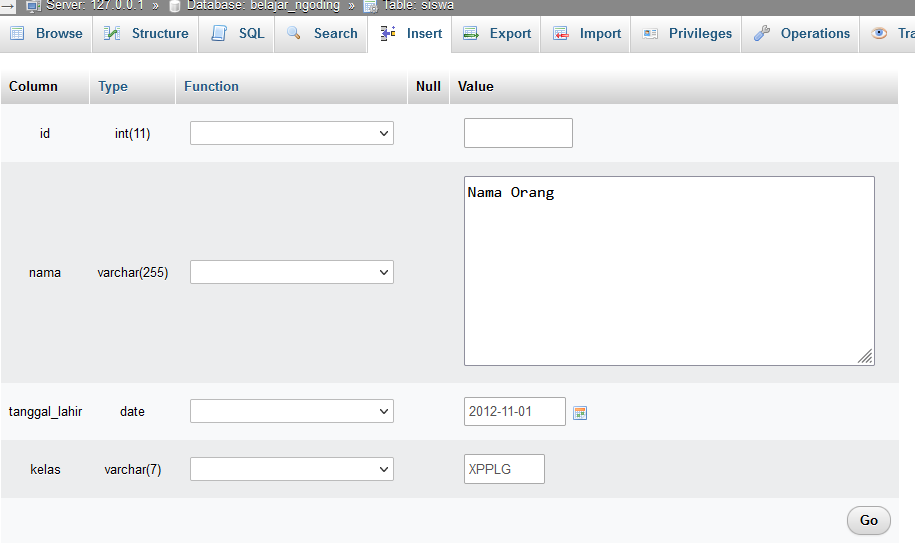 Server: 127.0.0.1 » Database: belajar_ngoding » Table: siswa
Browse Structure SQL Search Insert Export Import Privileges Operations Tra
Column Type Function Null Value
id int(11)
nama varchar(255) Nama Orang
tanggal_lahir date 2012-11-01
kelas varchar(7) XPPLG
Go